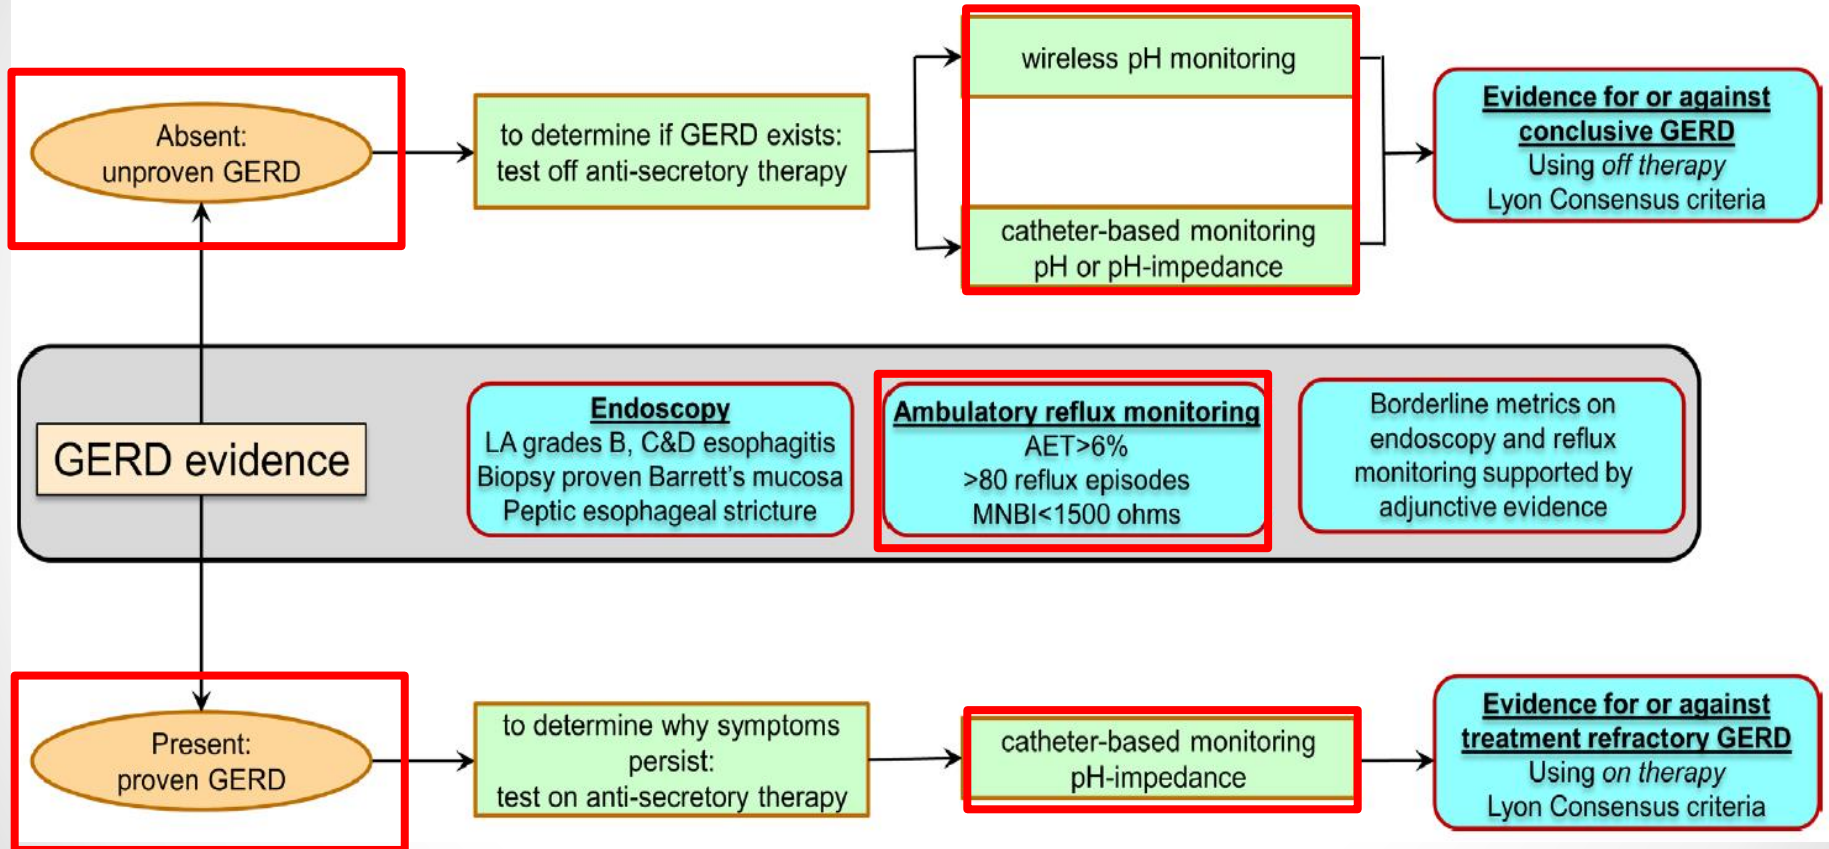 Absent:
unproven GERD
to determine if GERD exists:
test off anti-secretory therapy
wireless pH monitoring
catheter-based monitoring
pH or pH-impedance
Evidence for or against
conclusive GERD
Using off therapy
Lyon Consensus criteria
GERD evidence
Endoscopy
LA grades B, C&D esophagitis
Biopsy proven Barrett's mucosa
Peptic esophageal stricture
Ambulatory reflux monitoring
AET>6%
>80 reflux episodes
MNBI<1500 ohms
Borderline metrics on
endoscopy and reflux
monitoring supported by
adjunctive evidence
Present:
proven GERD
to determine why symptoms
persist:
test on anti-secretory therapy
catheter-based monitoring
pH-impedance
Evidence for or against
treatment refractory GERD
Using on therapy
Lyon Consensus criteria